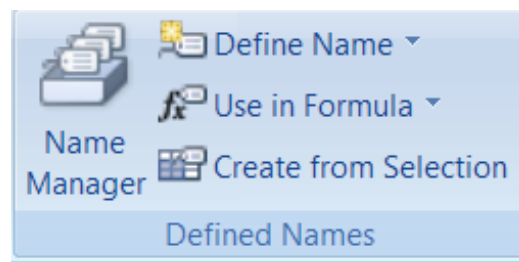 Define Name
Use in Formula
Name
Manager
Create from Selection
Defined Names